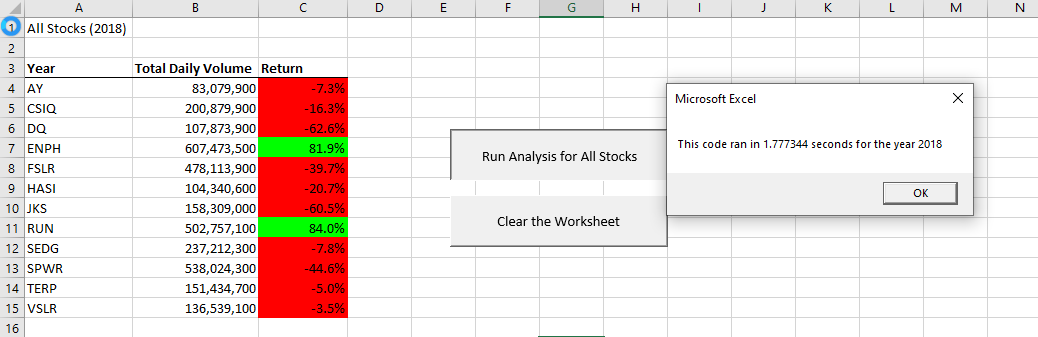 A B C D E F G H I J K L M N
1 All Stocks (2018)
2
3 Year Total Daily Volume Return
4 AY 83,079,900 -7.3%
5 CSIQ 200,879,900 -16.3%
6 DQ 107,873,900 -62.6%
7 ENPH 607,473,500 81.9%
8 FSLR 478,113,900 -39.7%
9 HASI 104,340,600 -20.7%
10 JKS 158,309,000 -60.5%
11 RUN 502,757,100 84.0%
12 SEDG 237,212,300 -7.8%
13 SPWR 538,024,300 -44.6%
14 TERP 151,434,700 -5.0%
15 VSLR 136,539,100 -3.5%
16
Run Analysis for All Stocks
Clear the Worksheet
Microsoft Excel
This code ran in 1.777344 seconds for the year 2018
OK